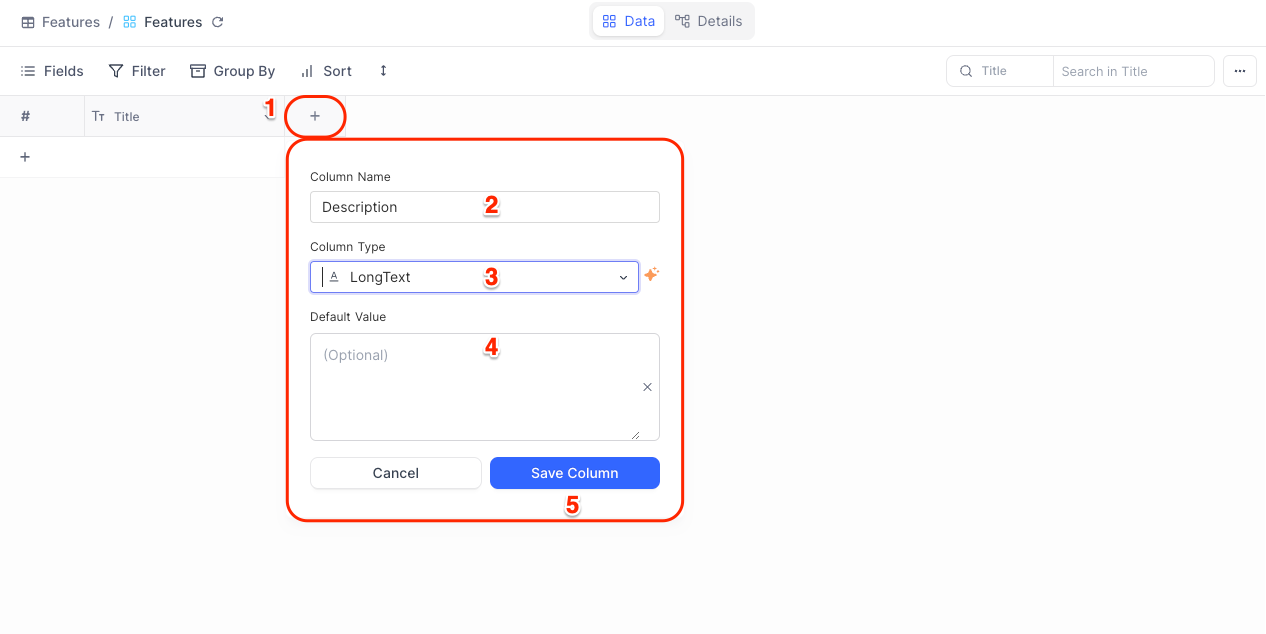 Features / Features
Data Details
Fields Filter Group By Sort
Title Search in Title
# Title 1 +
+
Column Name
Description 2
Column Type
A LongText 3
Default Value
(Optional) 4
Cancel Save Column
5